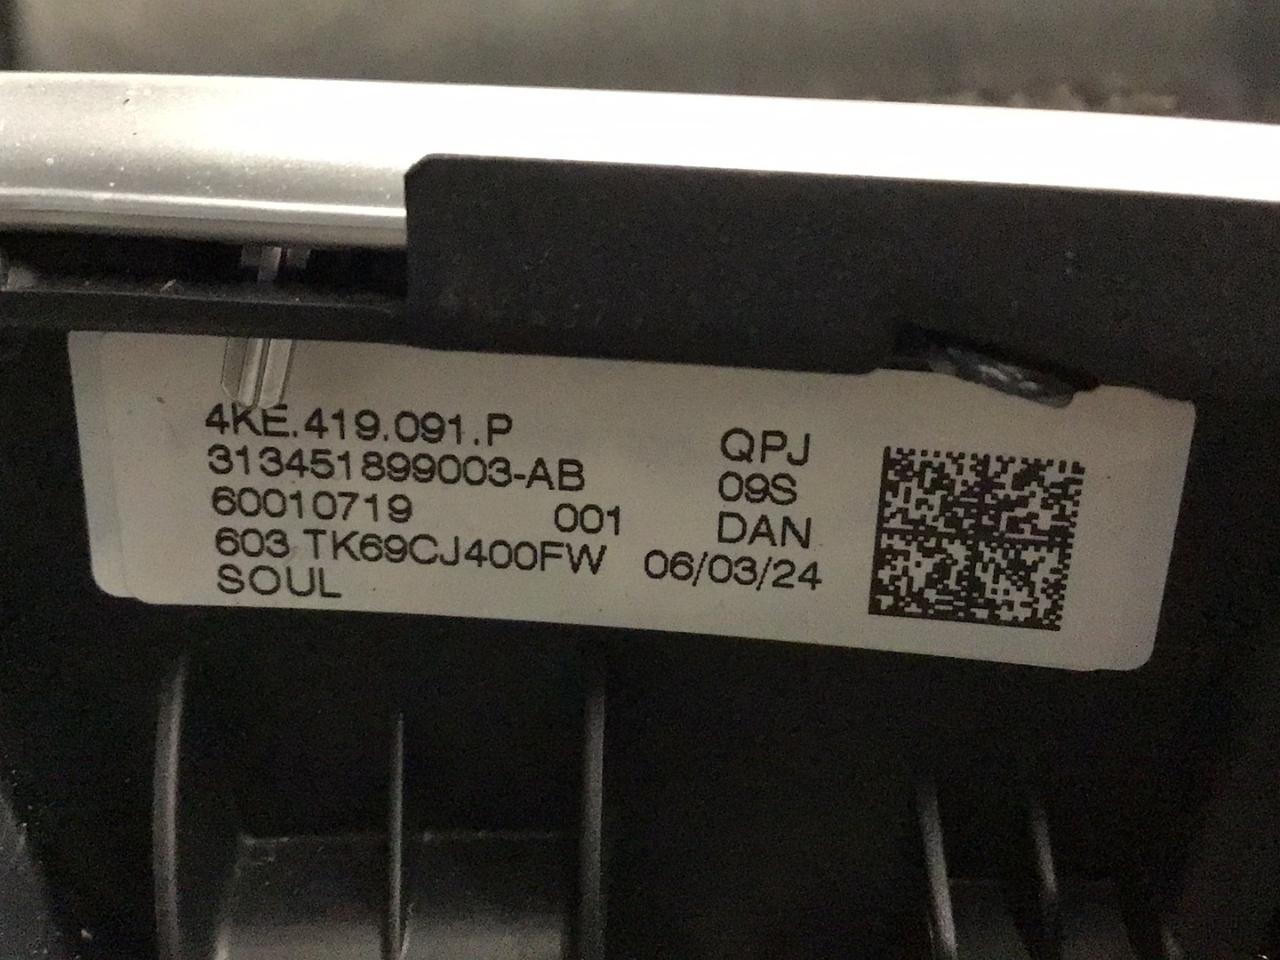 4KE.419.091.P
QPJ
313451899003-AB
09S
60010719 001
DAN
603 TK69CJ400FW 06/03/24
SOUL